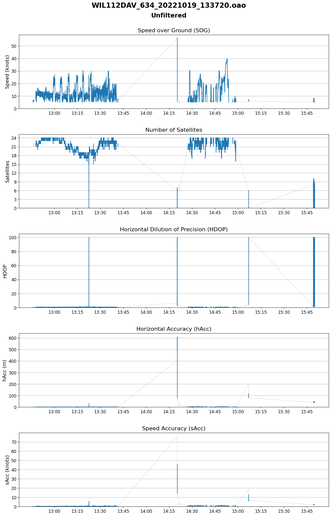 WIL112DAV_634_20221019_133720.oao
Unfiltered
Speed over Ground (SOG)
Speed (knots)
50
40
30
20
10
0
13:00 13:15 13:30 13:45 14:00 14:15 14:30 14:45 15:00 15:15 15:30 15:45
Number of Satellites
Satellites
24
21
18
15
12
9
6
3
0
13:00 13:15 13:30 13:45 14:00 14:15 14:30 14:45 15:00 15:15 15:30 15:45
Horizontal Dilution of Precision (HDOP)
HDOP
100
80
60
40
20
0
13:00 13:15 13:30 13:45 14:00 14:15 14:30 14:45 15:00 15:15 15:30 15:45
Horizontal Accuracy (hAcc)
hAcc (m)
600
500
400
300
200
100
0
13:00 13:15 13:30 13:45 14:00 14:15 14:30 14:45 15:00 15:15 15:30 15:45
Speed Accuracy (sAcc)
sAcc (knots)
70
60
50
40
30
20
10
0
13:00 13:15 13:30 13:45 14:00 14:15 14:30 14:45 15:00 15:15 15:30 15:45